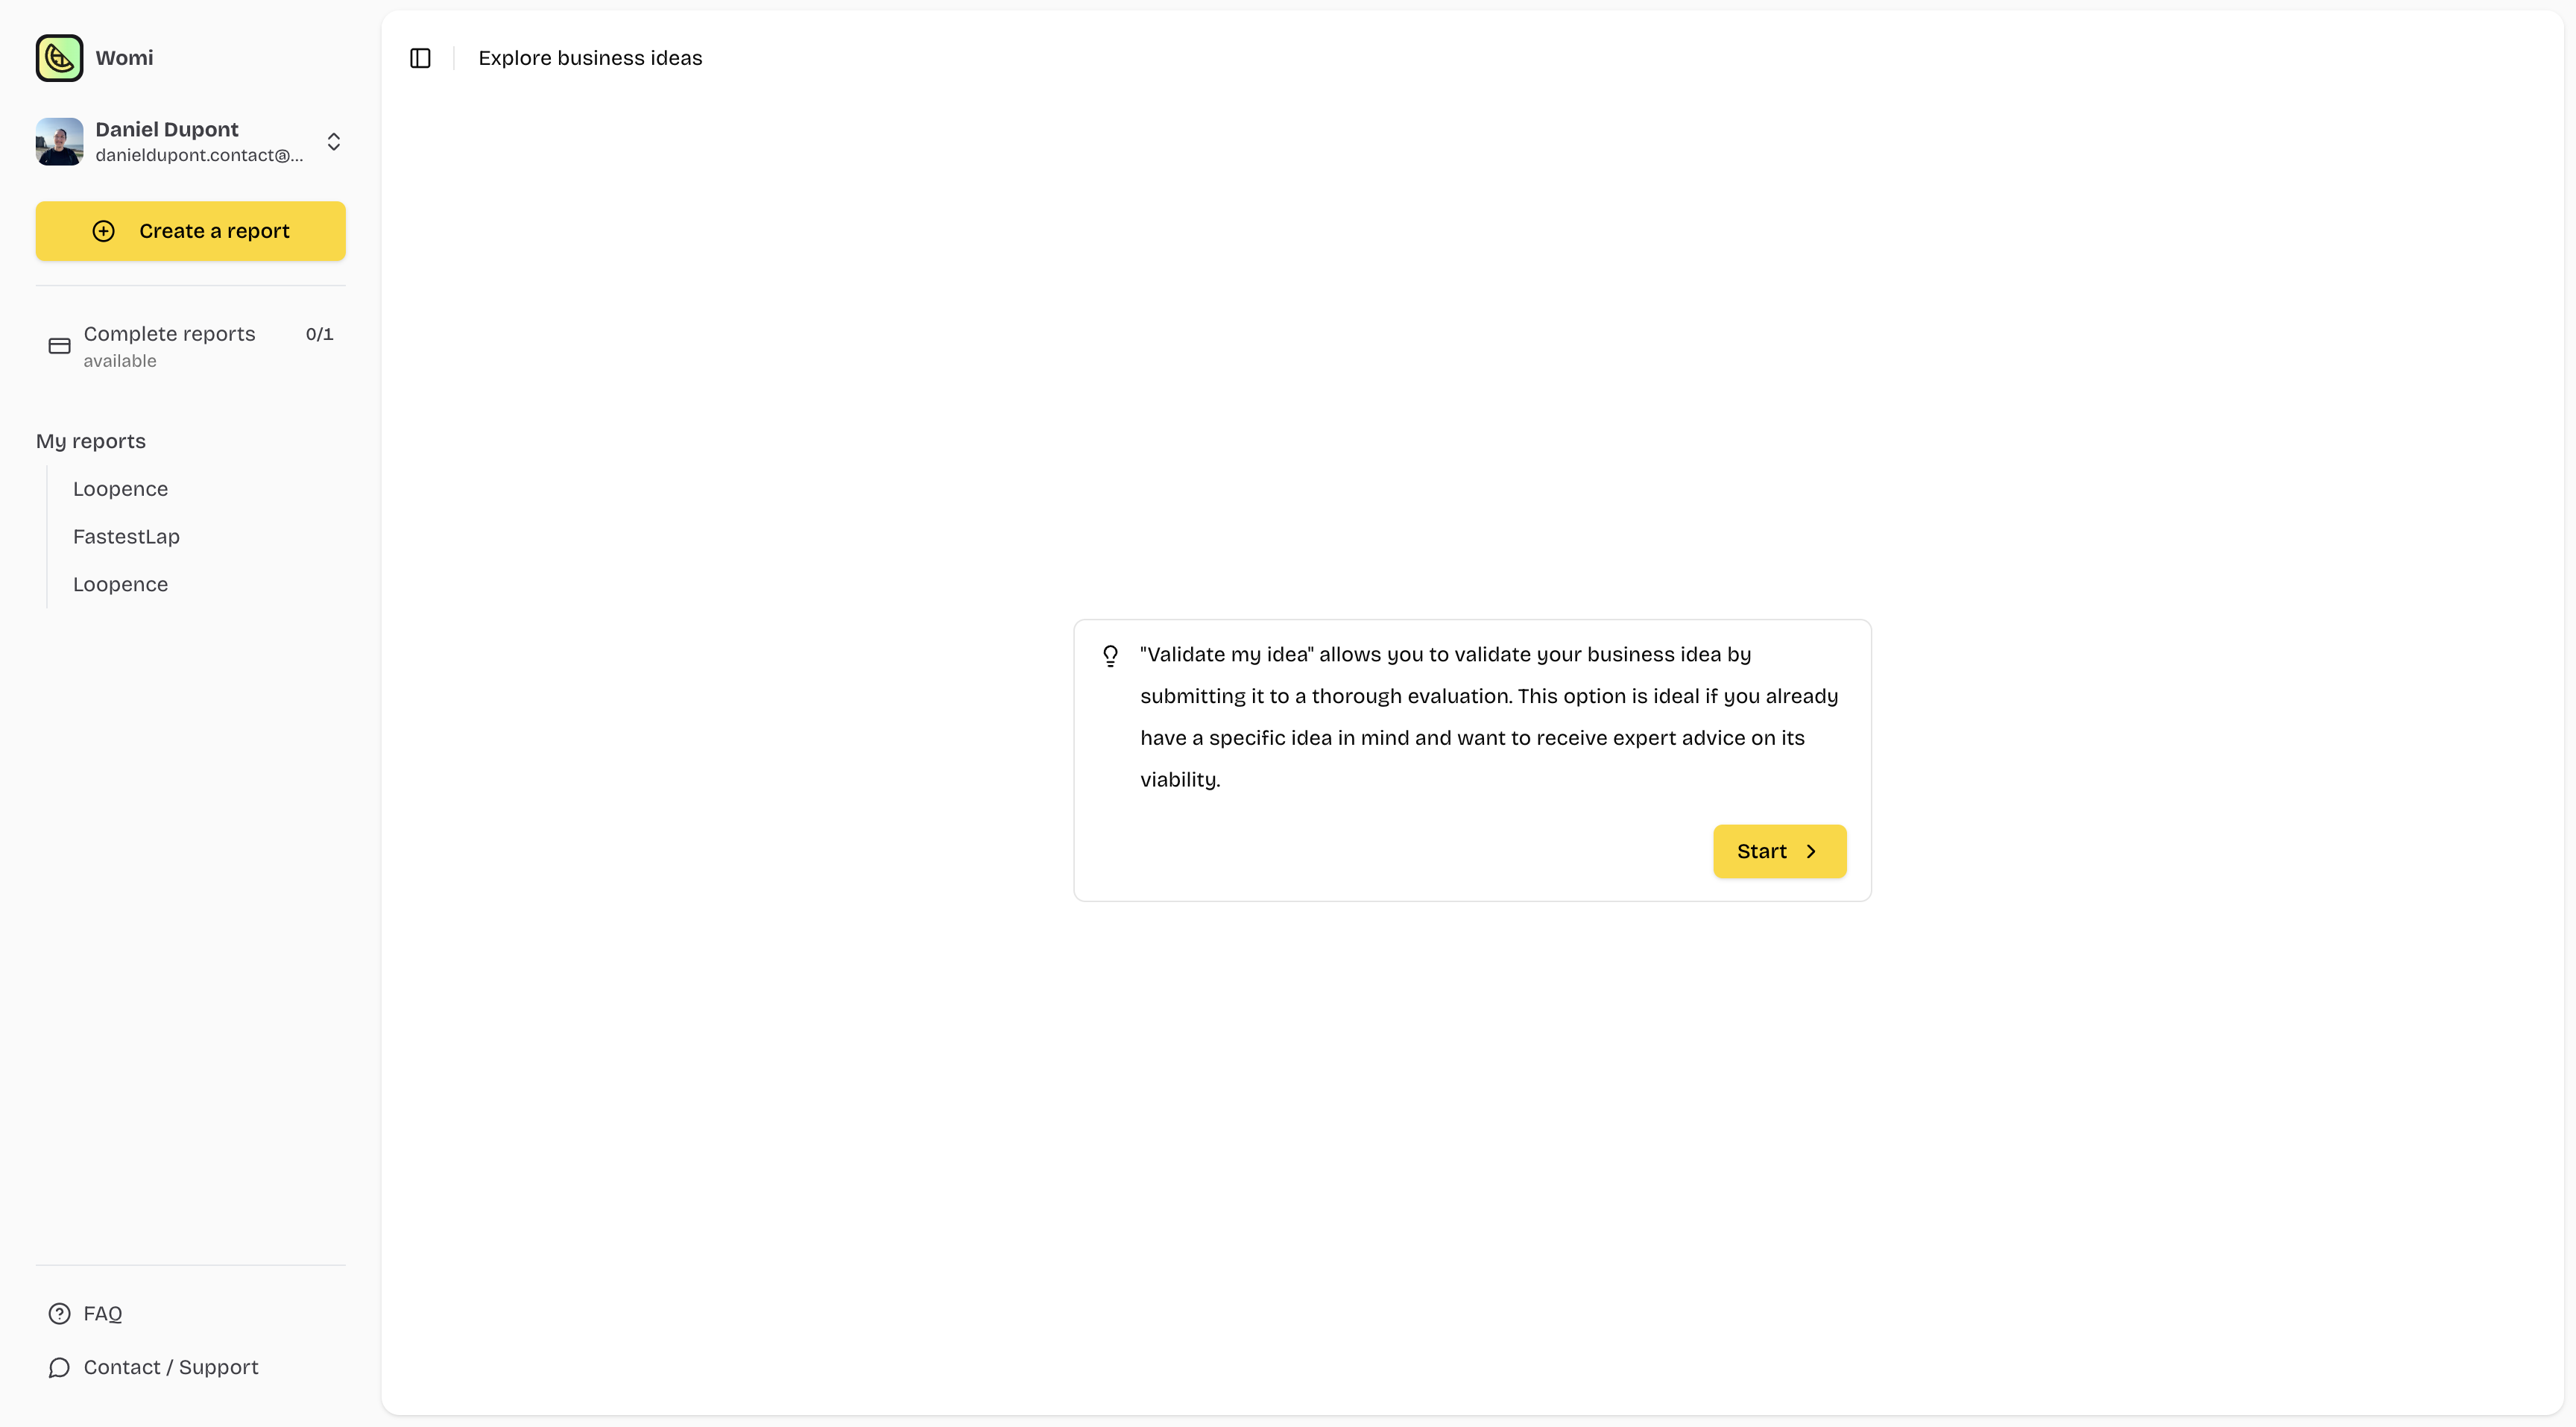 Womi
Daniel Dupont
danieldupont.contact@...
Create a report
Complete reports
0/1
available
My reports
Loopence
FastestLap
Loopence
FAQ
Contact / Support
Explore business ideas
"Validate my idea" allows you to validate your business idea by
submitting it to a thorough evaluation. This option is ideal if you already
have a specific idea in mind and want to receive expert advice on its
viability.
Start